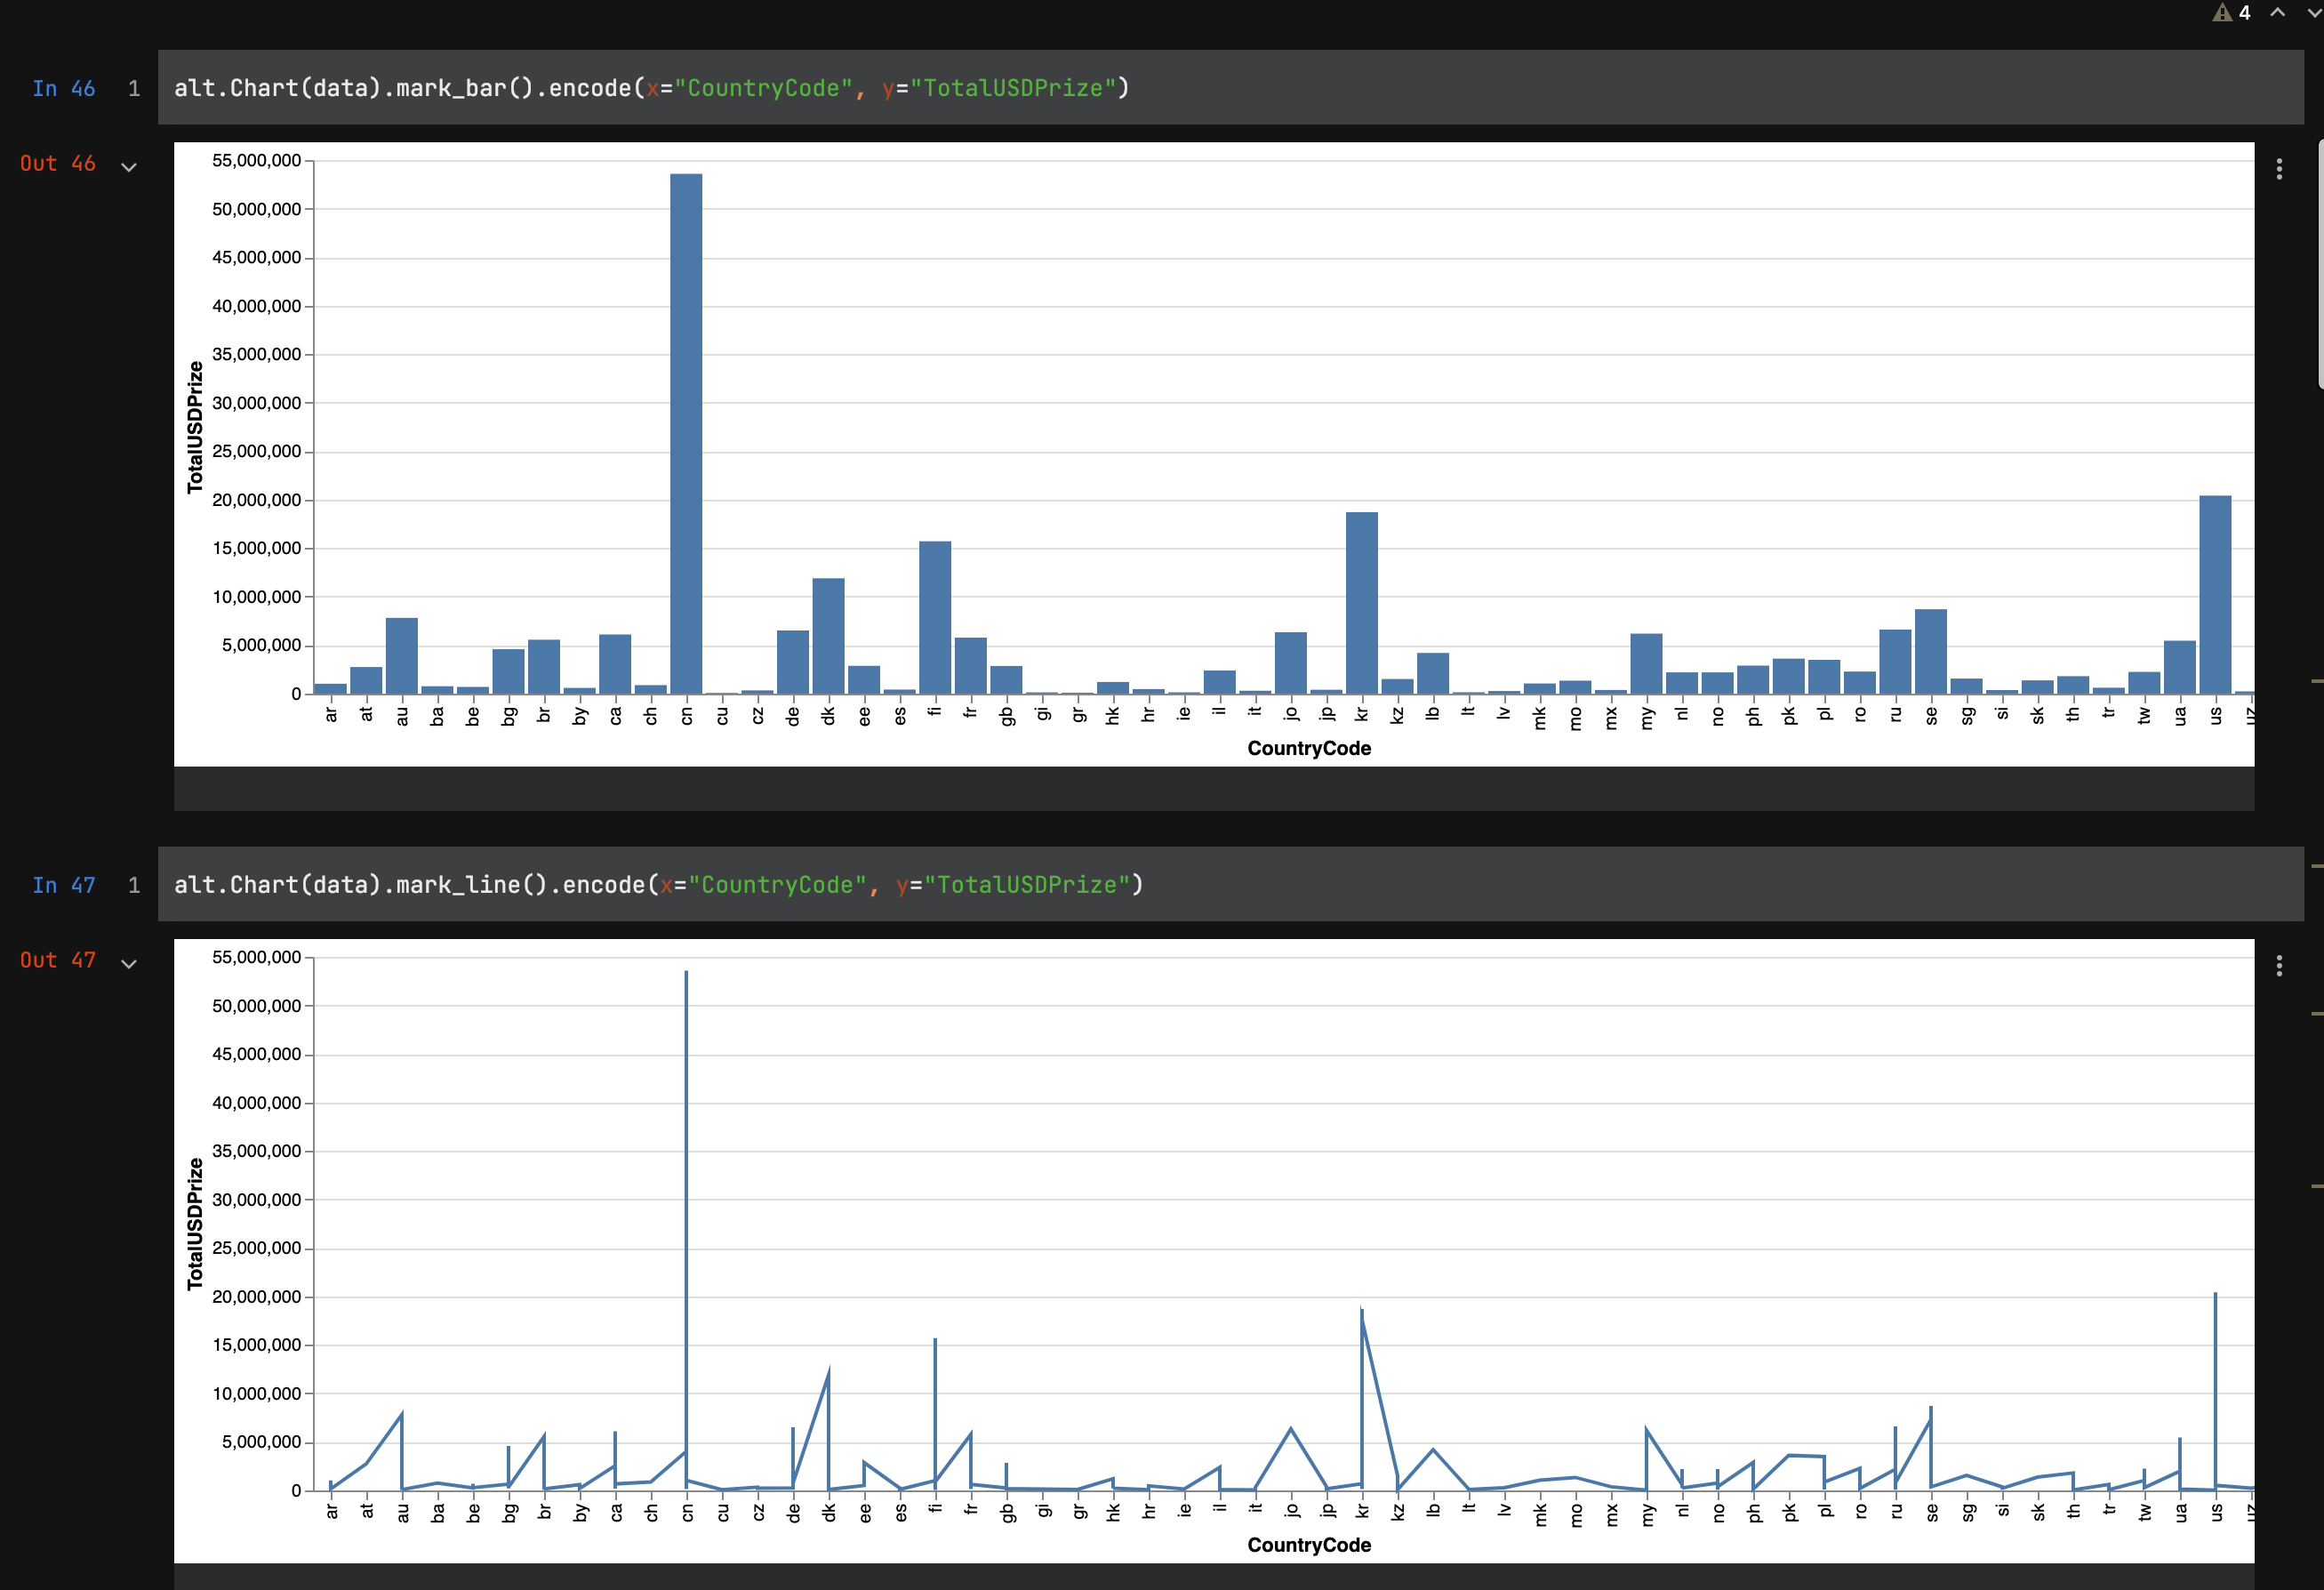 4
In 46 1 alt.Chart(data).mark_bar().encode(x="CountryCode", y="TotalUSDPrize")
Out 46
55,000,000
50,000,000
45,000,000
40,000,000
35,000,000
30,000,000
25,000,000
20,000,000
15,000,000
10,000,000
5,000,000
0
TotalUSDPrize
ar at au ba be bg br by ca ch cn cu cz de dk ee es fi fr gb gi gr hk hr ie il it jo jp kr kz lb lt lv mk mo mx my nl no ph pk pl ro ru se sg si sk th tr tw ua us uz
CountryCode
In 47 1 alt.Chart(data).mark_line().encode(x="CountryCode", y="TotalUSDPrize")
Out 47
55,000,000
50,000,000
45,000,000
40,000,000
35,000,000
30,000,000
25,000,000
20,000,000
15,000,000
10,000,000
5,000,000
0
TotalUSDPrize
ar at au ba be bg br by ca ch cn cu cz de dk ee es fi fr gb gi gr hk hr ie il it jo jp kr kz lb lt lv mk mo mx my nl no ph pk pl ro ru se sg si sk th tr tw ua us uz
CountryCode